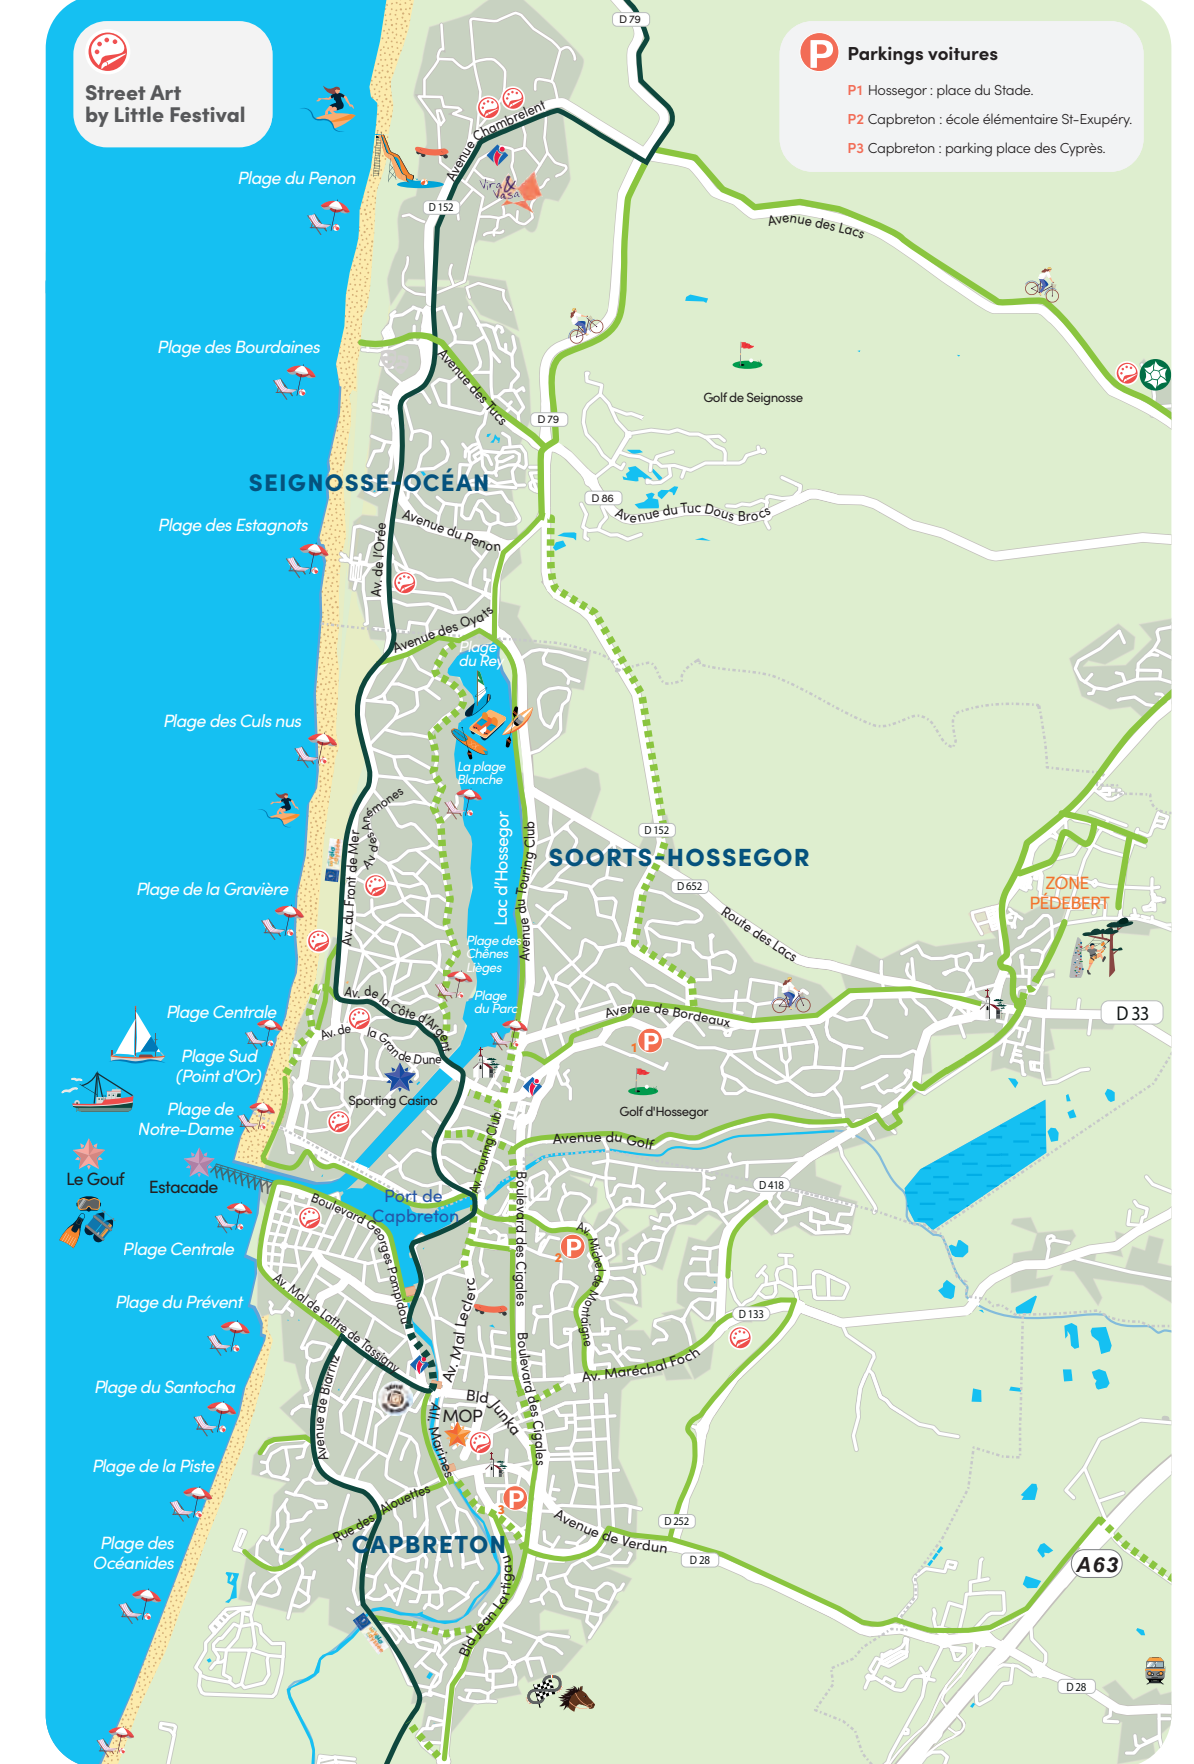 D 79
Street Art
by Little Festival
P
Parkings voitures
P1 Hossegor : place du Stade.
P2 Capbreton : école élémentaire St-Exupéry.
P3 Capbreton : parking place des Cyprès.
Avenue Chambrelent
Plage du Penon
Vira &
Vasa
D 152
Avenue des Lacs
Plage des Bourdaines
Avenue des Tucs
Golf de Seignosse
D 79
SEIGNOSSE-OCÉAN
D 86
Avenue du Tuc Dous Brocs
Plage des Estagnots
Avenue du Penon
Av. de l'Orée
Avenue des Oyats
Plage
du Rey
Plage des Culs nus
La plage
Blanche
Av des Anémones
Lac d'Hossegor
Avenue du Touring Club
D 152
SOORTS-HOSSEGOR
D 652
Av. du Front de Mer
Plage de la Gravière
ZONE
PÉDEBERT
Route des Lacs
Plage des
Chênes
Lièges
Plage
du Parc
Av. de la Côte d'Argent
Plage Centrale
Avenue de Bordeaux
D 33
Av. de la Grande Dune
1 P
Plage Sud
(Point d'Or)
Sporting Casino
Golf d'Hossegor
Plage de
Notre-Dame
Avenue du Golf
Av. Touring Club
Le Gouf
Estacade
D 418
Port de
Capbreton
Boulevard Georges Pompidou
Boulevard des Cigales
Av. Michel de Montaigne
2 P
Plage Centrale
Av. Mal de Lattre de Tassigny
Av. Mal Leclerc
Plage du Prévent
D 133
Av. Maréchal Foch
Boulevard des Cigales
Avenue de Biarritz
Plage du Santocha
Bld Junka
MOP
All. Marines
Plage de la Piste
3 P
Rue des Alouettes
Avenue de Verdun
D 252
CAPBRETON
D 28
Plage des
Océanides
A63
Bld Jean Lartigau
D 28